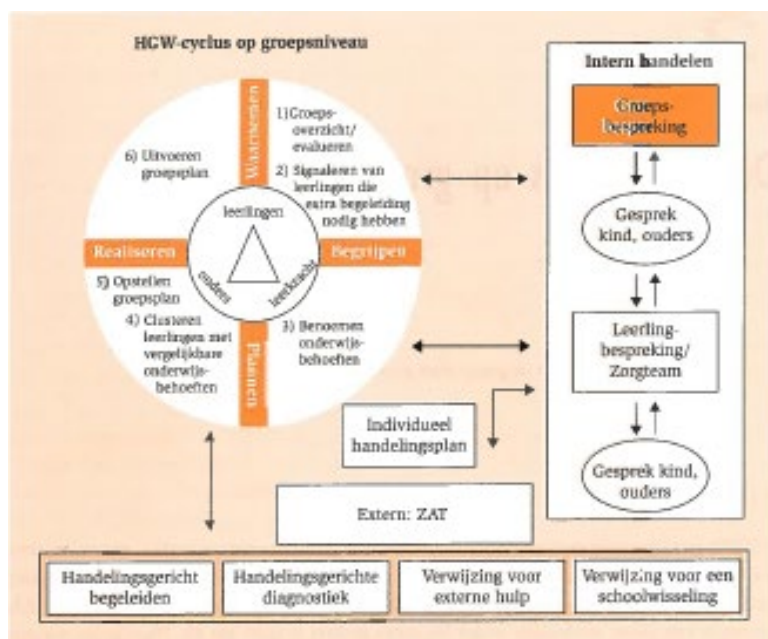 HGW-cyclus op groepsniveau
Waarnemen
1) Groeps-
overzicht/
evalueren
2) Signaleren van
leerlingen die
extra begeleiding
nodig hebben
Begrijpen
3) Benoemen
onderwijs-
behoeften
Plannen
4) Clusteren
leerlingen met
vergelijkbare
onderwijs-
behoeften
5) Opstellen
groepsplan
Realiseren
6) Uitvoeren
groepsplan
leerlingen
ouders
leerkracht
Intern handelen
Groeps-
bespreking
Gesprek
kind, ouders
Leerling-
bespreking/
Zorgteam
Gesprek kind,
ouders
Individueel
handelingsplan
Extern: ZAT
Handelingsgericht
begeleiden
Handelingsgerichte
diagnostiek
Verwijzing voor
externe hulp
Verwijzing voor een
schoolwisseling